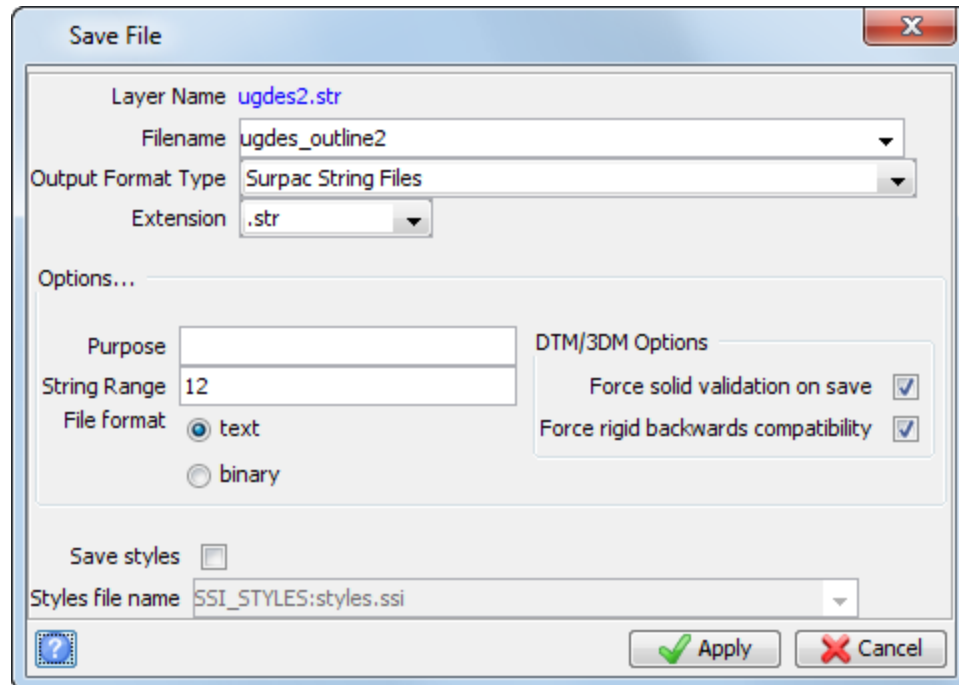 Save File
Layer Name ugdes2.str
Filename ugdes_outline2
Output Format Type Surpac String Files
Extension .str
Options...
Purpose
String Range 12
File format text
binary
DTM/3DM Options
Force solid validation on save
Force rigid backwards compatibility
Save styles
Styles file name SSI_STYLES:styles.ssi
? Apply Cancel